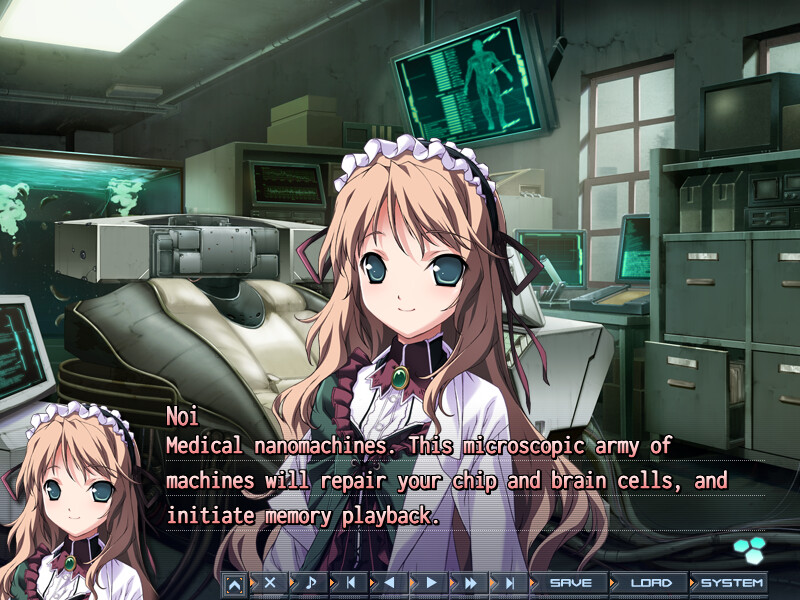 Noi
Medical nanomachines. This microscopic army of
machines will repair your chip and brain cells, and
initiate memory playback.
SAVE LOAD SYSTEM